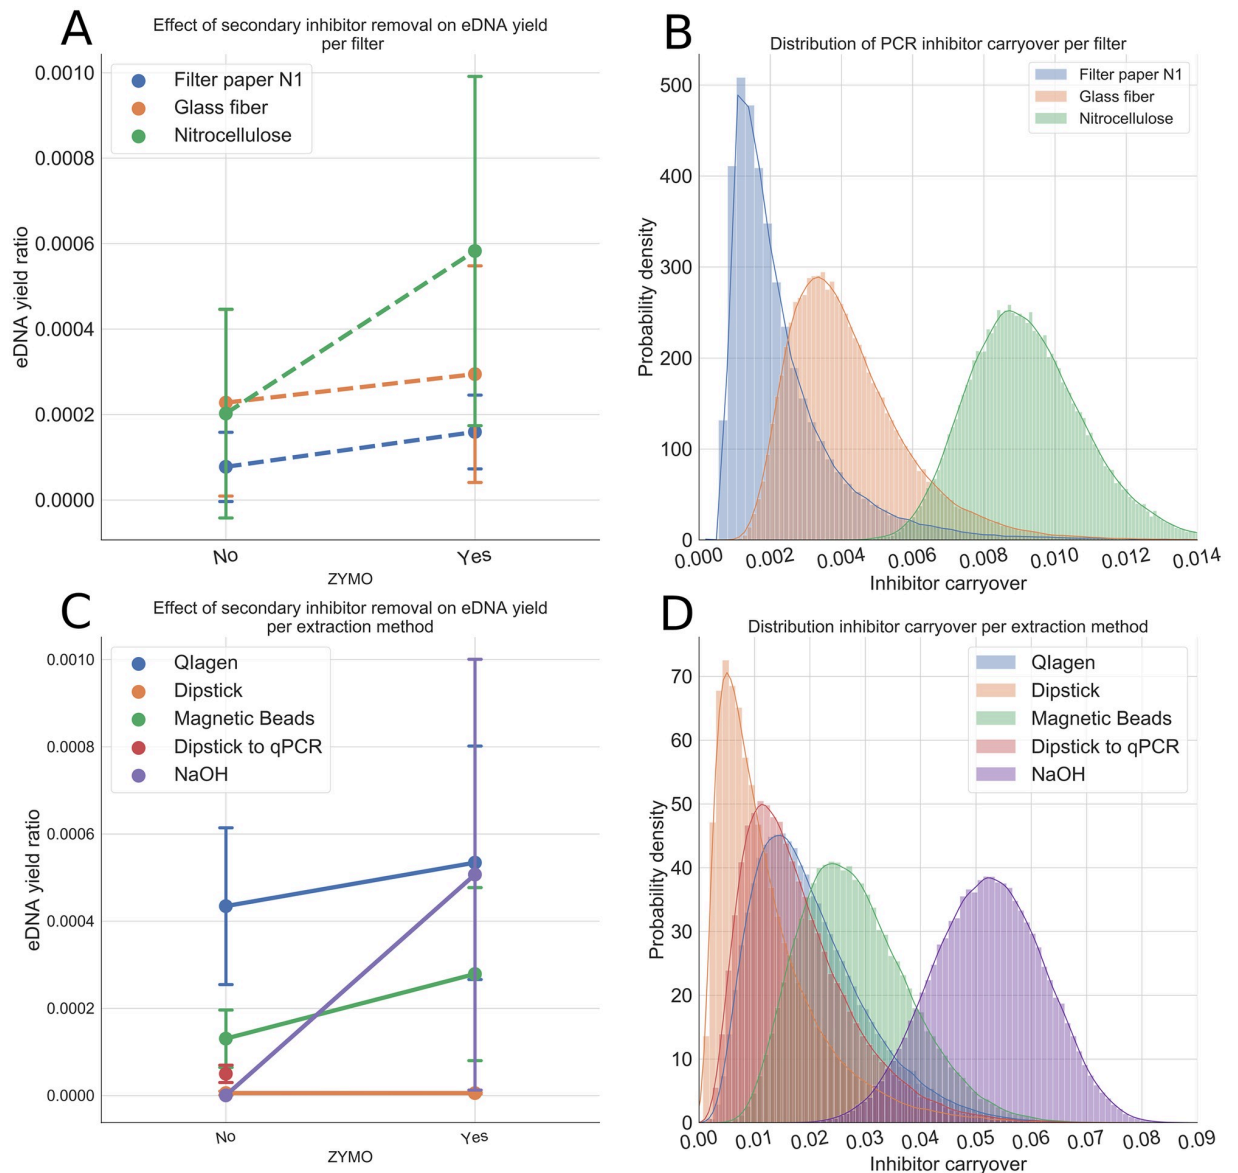 A
Effect of secondary inhibitor removal on eDNA yield
per filter
0.0010
0.0008
0.0006
0.0004
0.0002
0.0000
eDNA yield ratio
Filter paper N1
Glass fiber
Nitrocellulose
No
Yes
ZYMO
B
Distribution of PCR inhibitor carryover per filter
500
400
300
200
100
0
Probability density
Filter paper N1
Glass fiber
Nitrocellulose
0.000 0.002 0.004 0.006 0.008 0.010 0.012 0.014
Inhibitor carryover
C
Effect of secondary inhibitor removal on eDNA yield
per extraction method
0.0010
0.0008
0.0006
0.0004
0.0002
0.0000
eDNA yield ratio
QIagen
Dipstick
Magnetic Beads
Dipstick to qPCR
NaOH
No
Yes
ZYMO
D
Distribution inhibitor carryover per extraction method
70
60
50
40
30
20
10
0
Probability density
QIagen
Dipstick
Magnetic Beads
Dipstick to qPCR
NaOH
0.00 0.01 0.02 0.03 0.04 0.05 0.06 0.07 0.08 0.09
Inhibitor carryover